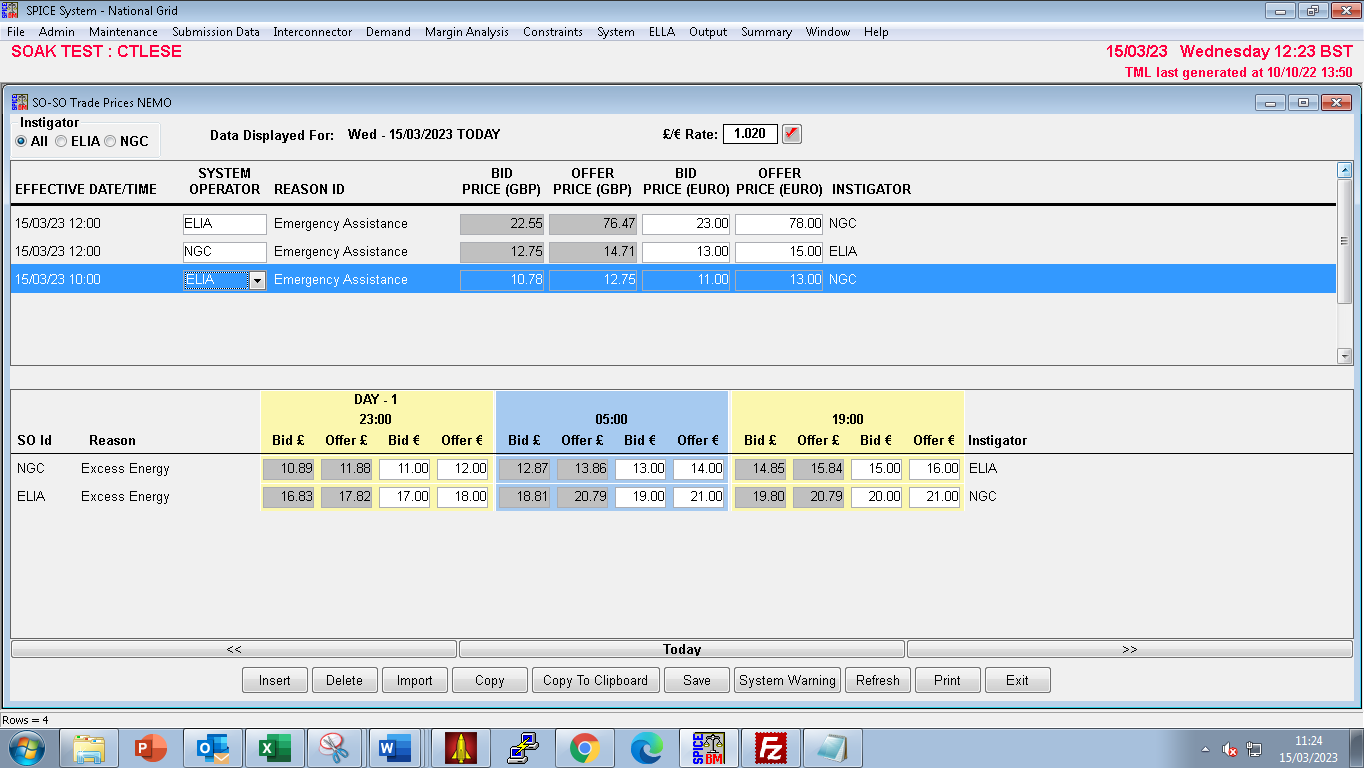 SPICE System - National Grid
File Admin Maintenance Submission Data Interconnector Demand Margin Analysis Constraints System ELLA Output Summary Window Help
SOAK TEST : CTLESE 15/03/23 Wednesday 12:23 BST
TML last generated at 10/10/22 13:50
SO-SO Trade Prices NEMO
Instigator
All ELIA NGC Data Displayed For: Wed - 15/03/2023 TODAY £/€ Rate: 1.020
SYSTEM BID OFFER BID OFFER
EFFECTIVE DATE/TIME OPERATOR REASON ID PRICE (GBP) PRICE (GBP) PRICE (EURO) PRICE (EURO) INSTIGATOR
15/03/23 12:00 ELIA Emergency Assistance 22.55 76.47 23.00 78.00 NGC
15/03/23 12:00 NGC Emergency Assistance 12.75 14.71 13.00 15.00 ELIA
15/03/23 10:00 ELIA Emergency Assistance 10.78 12.75 11.00 13.00 NGC
DAY - 1
23:00 05:00 19:00
SO Id Reason Bid £ Offer £ Bid € Offer € Bid £ Offer £ Bid € Offer € Bid £ Offer £ Bid € Offer € Instigator
NGC Excess Energy 10.89 11.88 11.00 12.00 12.87 13.86 13.00 14.00 14.85 15.84 15.00 16.00 ELIA
ELIA Excess Energy 16.83 17.82 17.00 18.00 18.81 20.79 19.00 21.00 19.80 20.79 20.00 21.00 NGC
<< Today >>
Insert Delete Import Copy Copy To Clipboard Save System Warning Refresh Print Exit
Rows = 4
11:24
15/03/2023